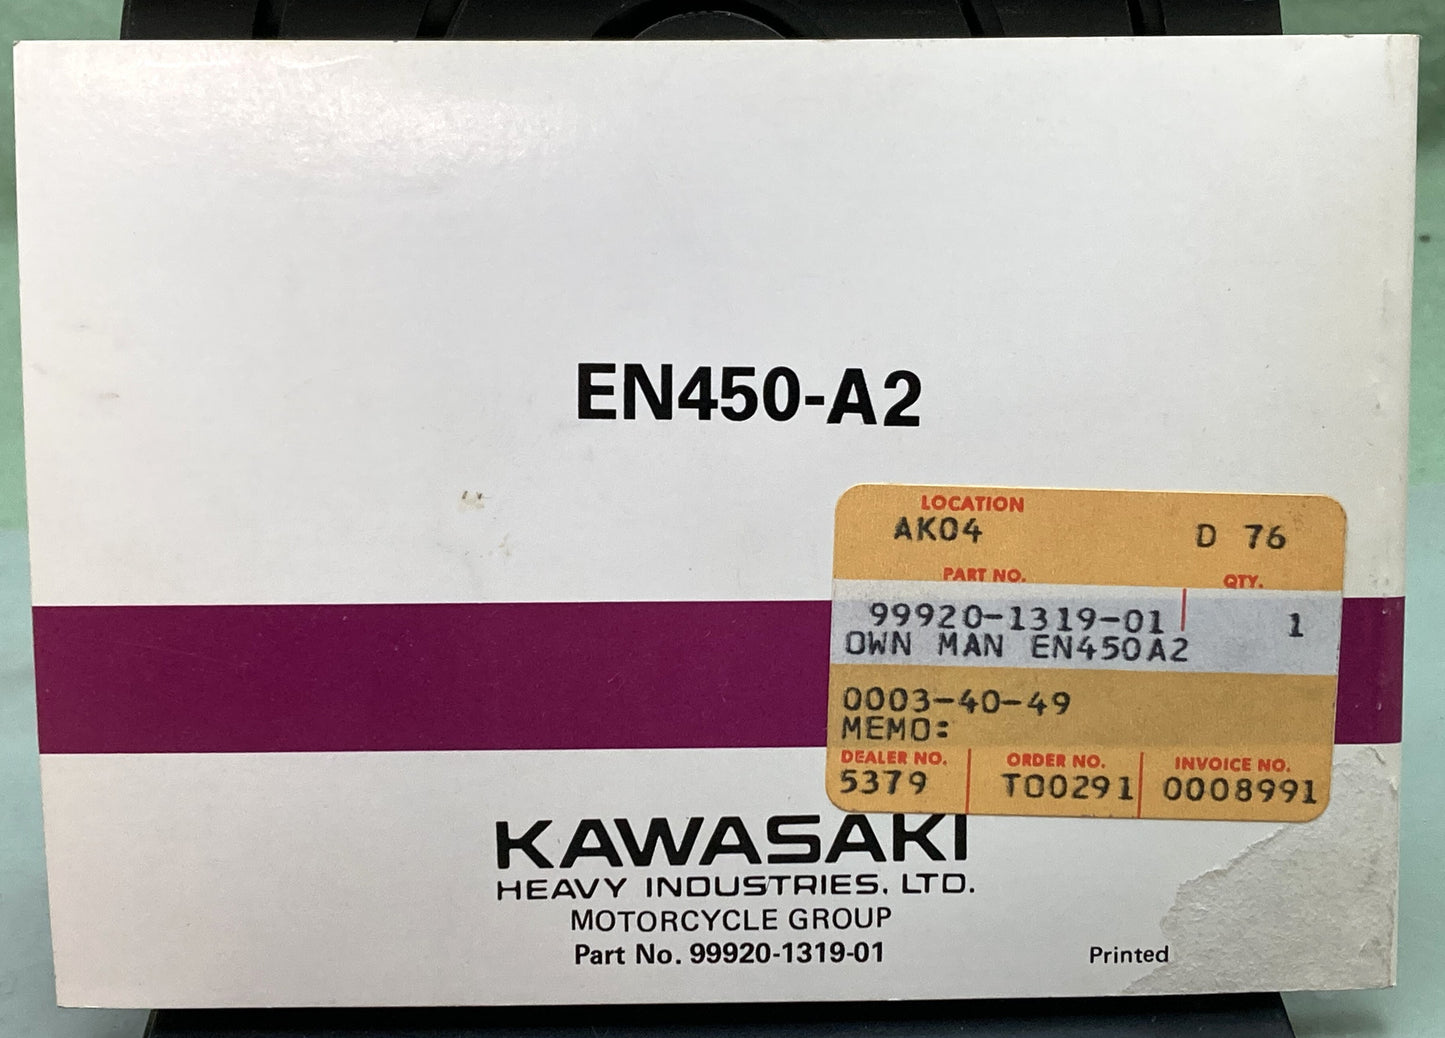 EN450-A2
LOCATION
AK04 D 76
PART NO. QTY.
99920-1319-01 1
OWN MAN EN450A2
0003-40-49
MEMO:
DEALER NO. ORDER NO. INVOICE NO.
5379 T00291 0008991
KAWASAKI
HEAVY INDUSTRIES, LTD.
MOTORCYCLE GROUP
Part No. 99920-1319-01
Printed